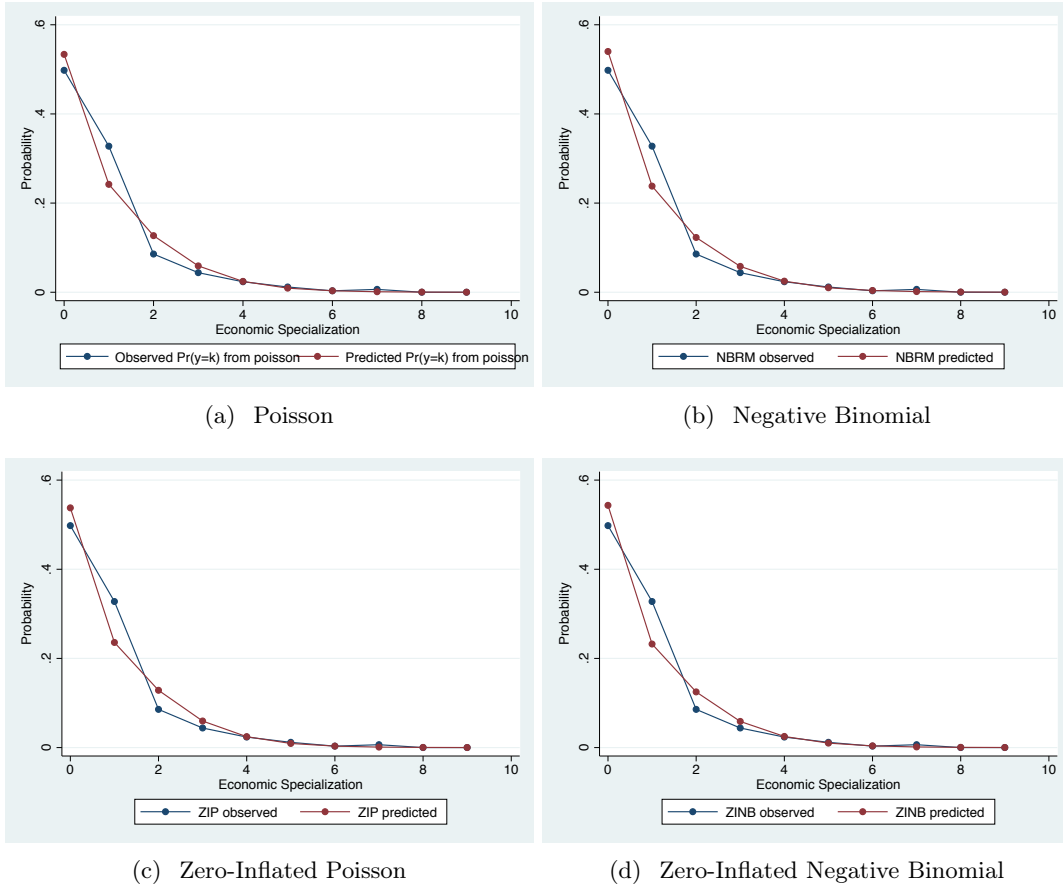 .6
.4
.2
0
Probability
0 2 4 6 8 10
Economic Specialization
Observed Pr(y=k) from poisson Predicted Pr(y=k) from poisson
(a) Poisson
.6
.4
.2
0
Probability
0 2 4 6 8 10
Economic Specialization
NBRM observed NBRM predicted
(b) Negative Binomial
.6
.4
.2
0
Probability
0 2 4 6 8 10
Economic Specialization
ZIP observed ZIP predicted
(c) Zero-Inflated Poisson
.6
.4
.2
0
Probability
0 2 4 6 8 10
Economic Specialization
ZINB observed ZINB predicted
(d) Zero-Inflated Negative Binomial